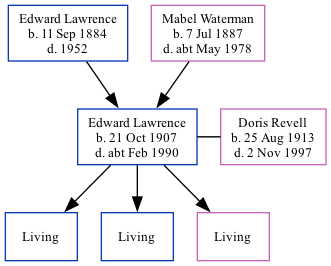 Edward Lawrence
b. 11 Sep 1884
d. 1952
Mabel Waterman
b. 7 Jul 1887
d. abt May 1978
Edward Lawrence
b. 21 Oct 1907
d. abt Feb 1990
Doris Revell
b. 25 Aug 1913
d. 2 Nov 1997
Living
Living
Living